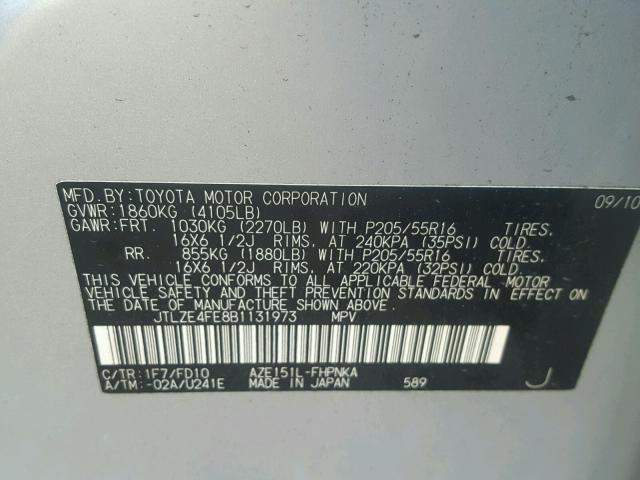 MFD. BY: TOYOTA MOTOR CORPORATION 09/10
GVWR: 1860KG (4105LB)
GAWR: FRT. 1030KG (2270LB) WITH P205/55R16 TIRES,
16X6 1/2J RIMS, AT 240KPA (35PSI) COLD.
RR. 855KG (1880LB) WITH P205/55R16 TIRES,
16X6 1/2J RIMS, AT 220KPA (32PSI) COLD.
THIS VEHICLE CONFORMS TO ALL APPLICABLE FEDERAL MOTOR
VEHICLE SAFETY AND THEFT PREVENTION STANDARDS IN EFFECT ON
THE DATE OF MANUFACTURE SHOWN ABOVE.
JTLZE4FE8B1131973 MPV
C/TR: 1F7/FD10 AZE151L-FHPNKA
A/TM: -02A/U241E MADE IN JAPAN 589 J